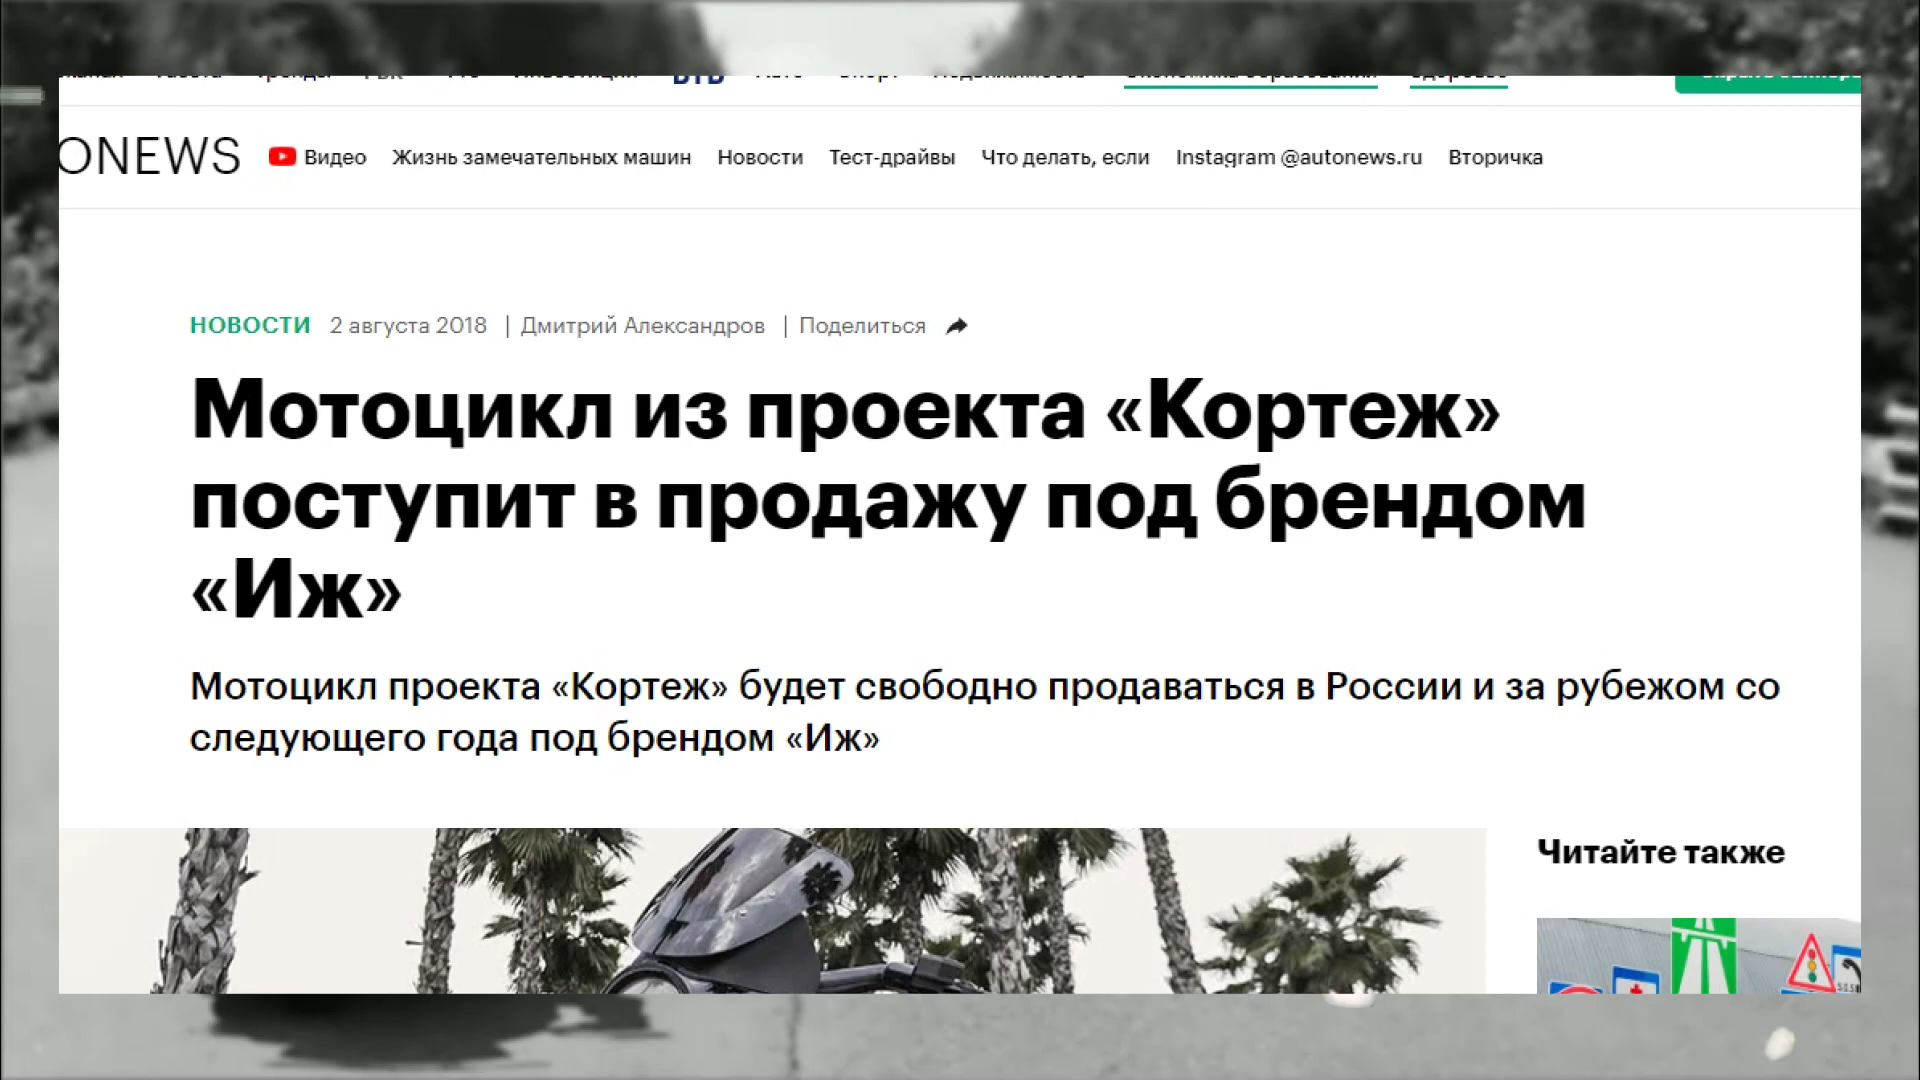 ONEWS
Видео Жизнь замечательных машин Новости Тест-драйвы Что делать, если Instagram @autonews.ru Вторичка
НОВОСТИ 2 августа 2018 | Дмитрий Александров | Поделиться
Мотоцикл из проекта «Кортеж»
поступит в продажу под брендом
«Иж»
Мотоцикл проекта «Кортеж» будет свободно продаваться в России и за рубежом со
следующего года под брендом «Иж»
Читайте также